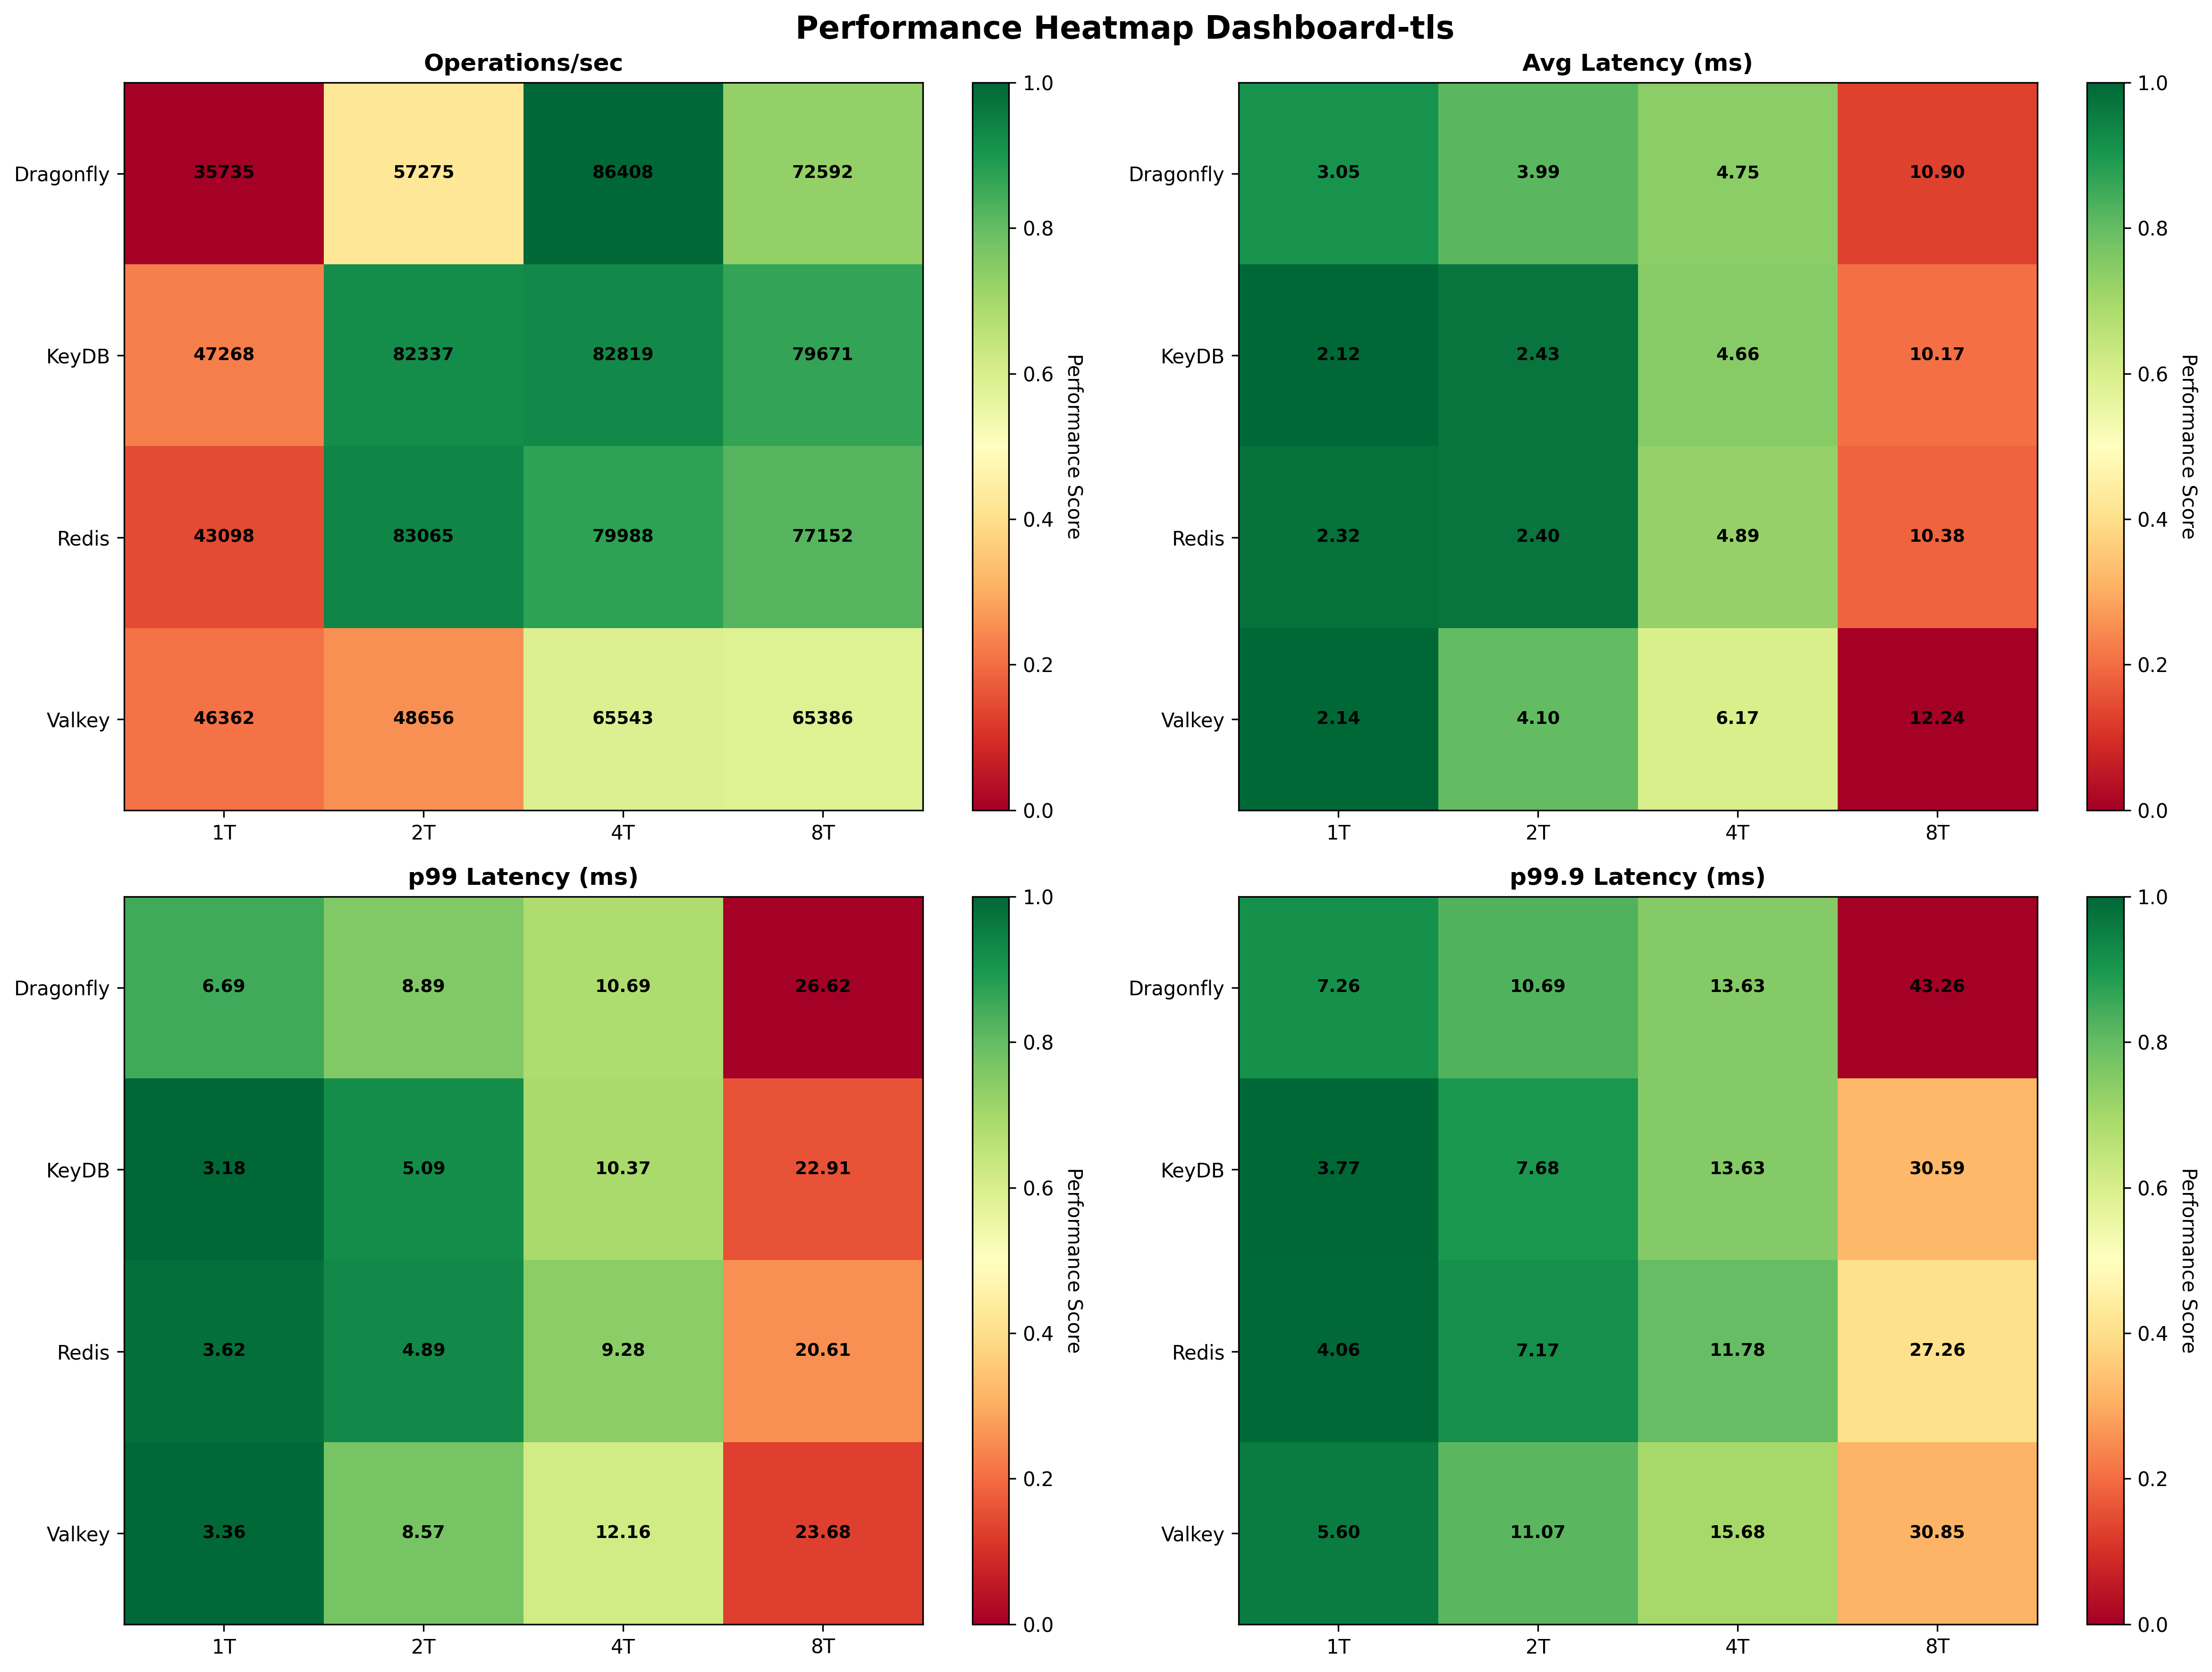 Performance Heatmap Dashboard-tls
Operations/sec
Dragonfly 35735 57275 86408 72592
KeyDB 47268 82337 82819 79671
Redis 43098 83065 79988 77152
Valkey 46362 48656 65543 65386
1T 2T 4T 8T
1.0
0.8
0.6
0.4
0.2
0.0
Performance Score
Avg Latency (ms)
Dragonfly 3.05 3.99 4.75 10.90
KeyDB 2.12 2.43 4.66 10.17
Redis 2.32 2.40 4.89 10.38
Valkey 2.14 4.10 6.17 12.24
1T 2T 4T 8T
1.0
0.8
0.6
0.4
0.2
0.0
Performance Score
p99 Latency (ms)
Dragonfly 6.69 8.89 10.69 26.62
KeyDB 3.18 5.09 10.37 22.91
Redis 3.62 4.89 9.28 20.61
Valkey 3.36 8.57 12.16 23.68
1T 2T 4T 8T
1.0
0.8
0.6
0.4
0.2
0.0
Performance Score
p99.9 Latency (ms)
Dragonfly 7.26 10.69 13.63 43.26
KeyDB 3.77 7.68 13.63 30.59
Redis 4.06 7.17 11.78 27.26
Valkey 5.60 11.07 15.68 30.85
1T 2T 4T 8T
1.0
0.8
0.6
0.4
0.2
0.0
Performance Score